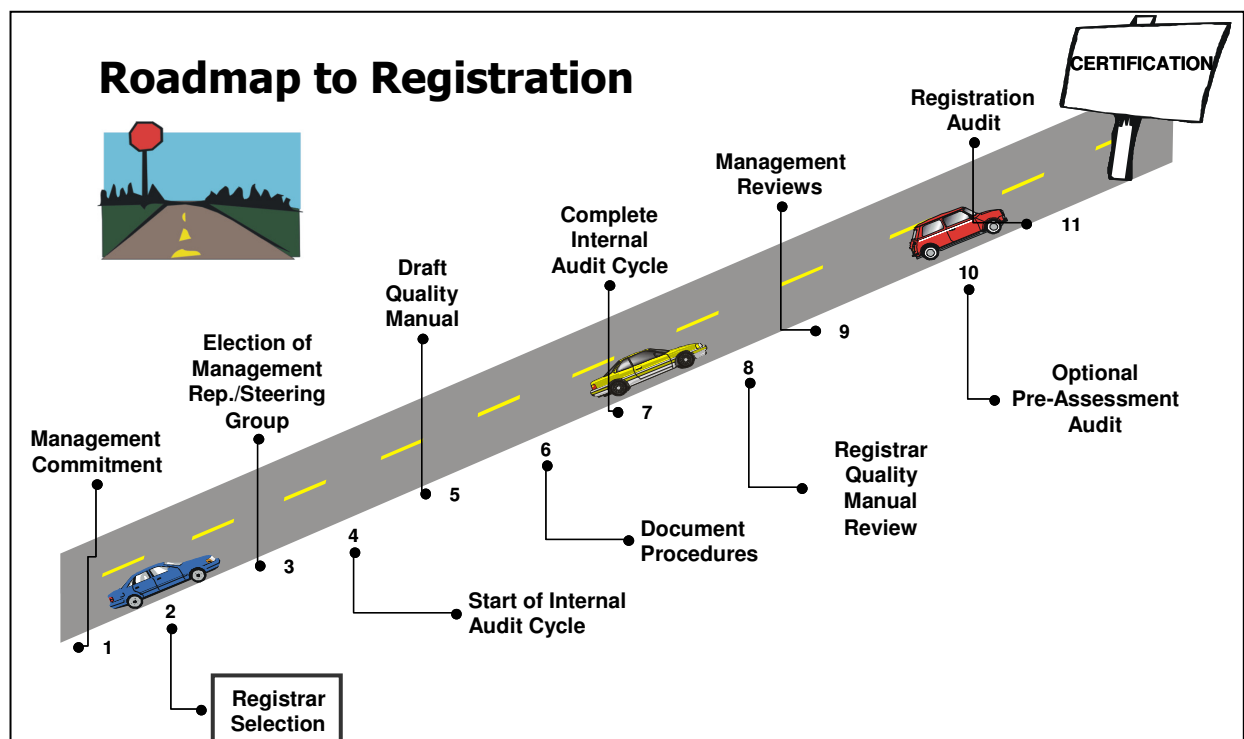 Roadmap to Registration
CERTIFICATION
Registration
Audit
Management
Reviews
Complete
Internal
Audit Cycle
Draft
Quality
Manual
Election of
Management
Rep./Steering
Group
Management
Commitment
1
2
3
4
5
6
7
8
9
10
11
Registrar
Selection
Start of Internal
Audit Cycle
Document
Procedures
Registrar
Quality
Manual
Review
Optional
Pre-Assessment
Audit